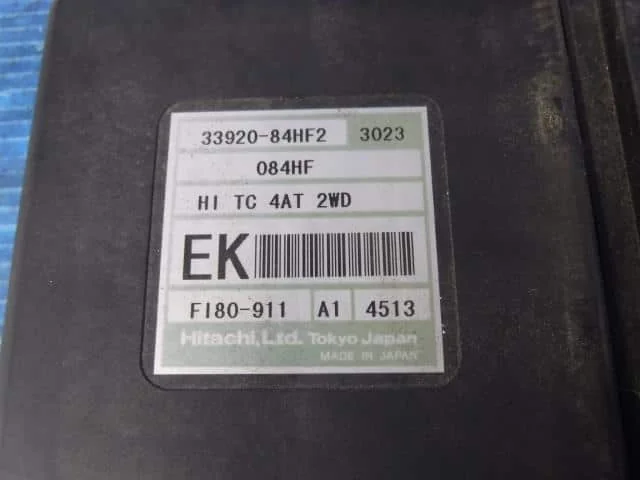 33920-84HF2 3023
084HF
HI TC 4AT 2WD
EK
FI80-911 A1 4513
Hitachi, Ltd. Tokyo Japan
MADE IN JAPAN